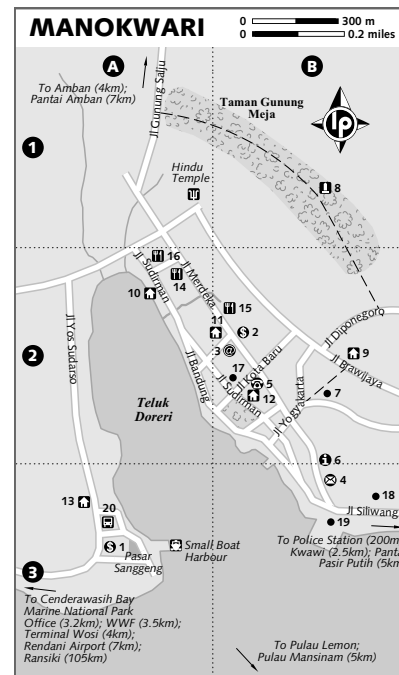 MANOKWARI
0 300 m
0 0.2 miles
A
B
To Amban (4km);
Pantai Amban (7km)
Jl Gunung Salju
Taman Gunung
Meja
lp
1
Hindu
Temple
8
16
14
10
Jl Sudirman
Jl Merdeka
15
11
2
3
@
Jl Diponegoro
9
Jl Brawijaya
Jl Yos Sudarso
2
$
Jl Bandung
17
Jl Kota Baru
5
Jl Sudirman
12
7
Teluk
Doreri
Jl Yogyakarta
6
4
13
20
18
Jl Siliwang
19
$
1
Small Boat
Harbour
Pasar
Sanggeng
3
To Police Station (200m
Kwawi (2.5km); Panta
Pasir Putih (5km
To Cenderawasih Bay
Marine National Park
Office (3.2km); WWF (3.5km);
Terminal Wosi (4km);
Rendani Airport (7km);
Ransiki (105km)
To Pulau Lemon;
Pulau Mansinam (5km)